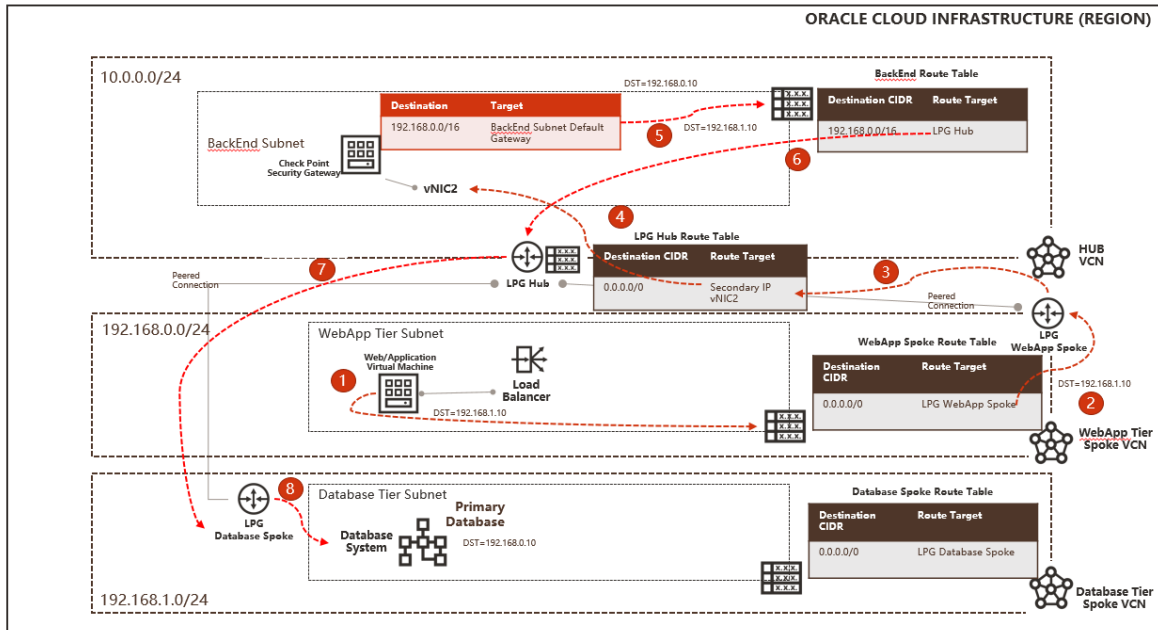 ORACLE CLOUD INFRASTRUCTURE (REGION)
10.0.0.0/24
BackEnd Route Table
DST=192.168.0.10
Destination
Target
Destination CIDR
Route Target
192.168.0.0/16
BackEnd Subnet Default
Gateway
5
DST=192.168.1.10
X.X.X.
X.X.X.
X.X.X.
192.168.0.0/16
LPG Hub
BackEnd Subnet
6
Check Point
Security Gateway
vNIC2
4
LPG Hub Route Table
HUB
VCN
7
X.X.X.
X.X.X.
X.X.X.
Destination CIDR
Route Target
3
Peered
Connection
LPG Hub
0.0.0.0/0
Secondary IP
vNIC2
Peered
Connection
192.168.0.0/24
WebApp Tier Subnet
LPG
WebApp Spoke
WebApp Spoke Route Table
Web/Application
Virtual Machine
1
Load
Balancer
Destination
CIDR
Route Target
DST=192.168.1.10
2
0.0.0.0/0
LPG WebApp Spoke
DST=192.168.1.10
X.X.X.
X.X.X.
X.X.X.
WebApp Tier
Spoke VCN
8
Database Tier Subnet
Database Spoke Route Table
Primary
Database
Destination
CIDR
Route Target
LPG
Database Spoke
Database
System
DST=192.168.0.10
0.0.0.0/0
LPG Database Spoke
X.X.X.
X.X.X.
X.X.X.
Database Tier
Spoke VCN
192.168.1.0/24